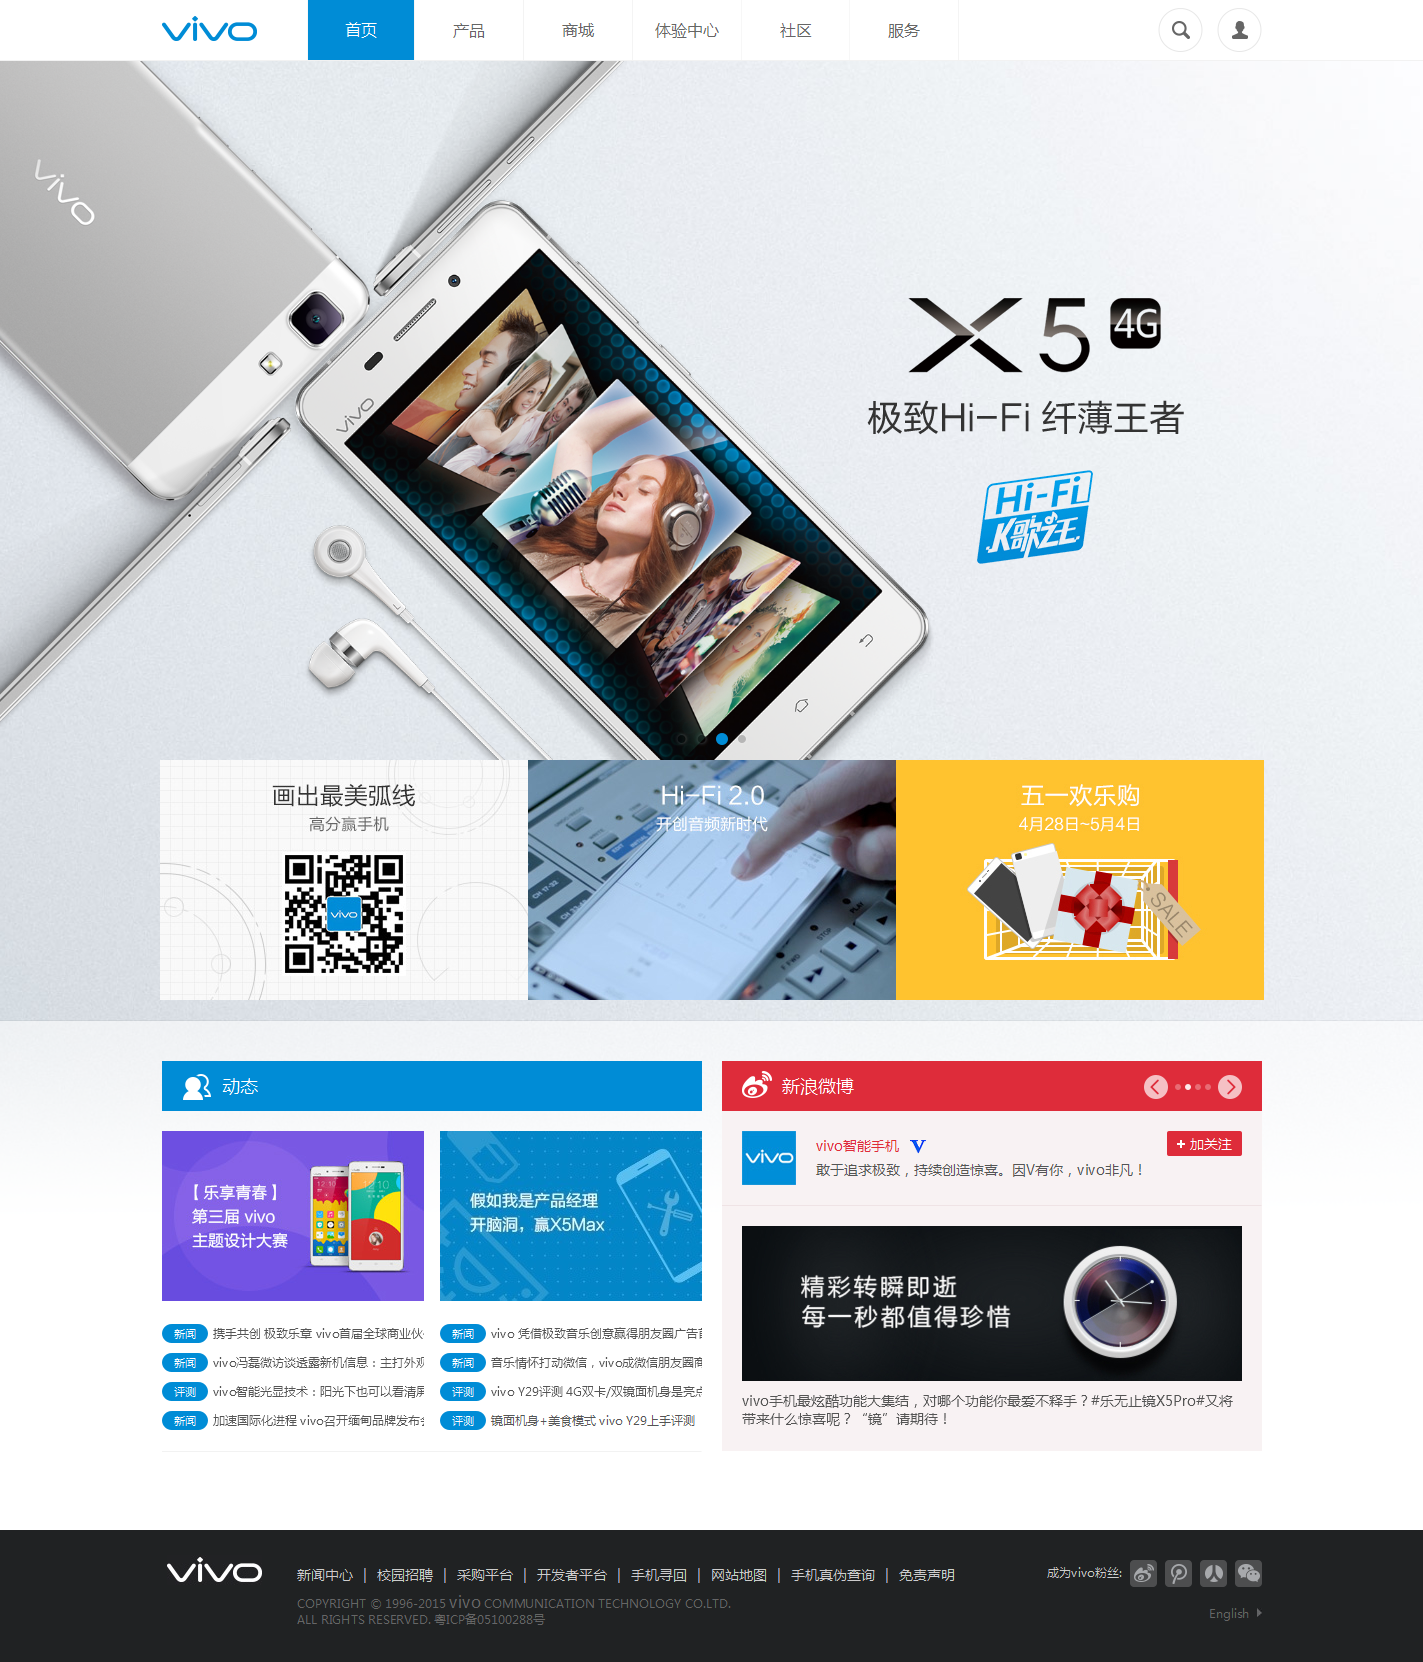 vivo
首页
产品
商城
体验中心
社区
服务
vivo
vivo
X5 4G
极致Hi-Fi 纤薄王者
Hi-Fi
K歌之王
画出最美弧线
高分赢手机
vivo
Hi-Fi 2.0
开创音频新时代
五一欢乐购
4月28日~5月4日
SALE
动态
【 乐享青春 】
第三届 vivo
主题设计大赛
假如我是产品经理
开脑洞，赢X5Max
新闻 携手共创 极致乐章 vivo首届全球商业伙
新闻 vivo冯磊微访谈透露新机信息：主打外观
评测 vivo智能光显技术：阳光下也可以看清屏
新闻 加速国际化进程 vivo召开缅甸品牌发布会
新闻 vivo 凭借极致音乐创意赢得朋友圈广告首
新闻 音乐情怀打动微信，vivo成微信朋友圈商
评测 vivo Y29评测 4G双卡/双镜面机身是亮点
评测 镜面机身+美食模式 vivo Y29上手评测
新浪微博
vivo
vivo智能手机 V
+ 加关注
敢于追求极致，持续创造惊喜。因V有你，vivo非凡！
精彩转瞬即逝
每一秒都值得珍惜
vivo手机最炫酷功能大集结，对哪个功能你最爱不释手？#乐无止镜X5Pro#又将
带来什么惊喜呢？“镜”请期待！
vivo
新闻中心 | 校园招聘 | 采购平台 | 开发者平台 | 手机寻回 | 网站地图 | 手机真伪查询 | 免责声明
COPYRIGHT © 1996-2015 VIVO COMMUNICATION TECHNOLOGY CO.LTD.
ALL RIGHTS RESERVED. 粤ICP备05100288号
成为vivo粉丝:
English